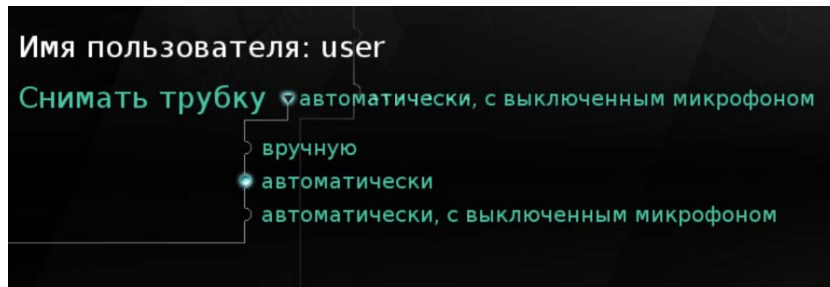 Имя пользователя: user
Снимать трубку автоматически, с выключенным микрофоном
вручную
автоматически
автоматически, с выключенным микрофоном